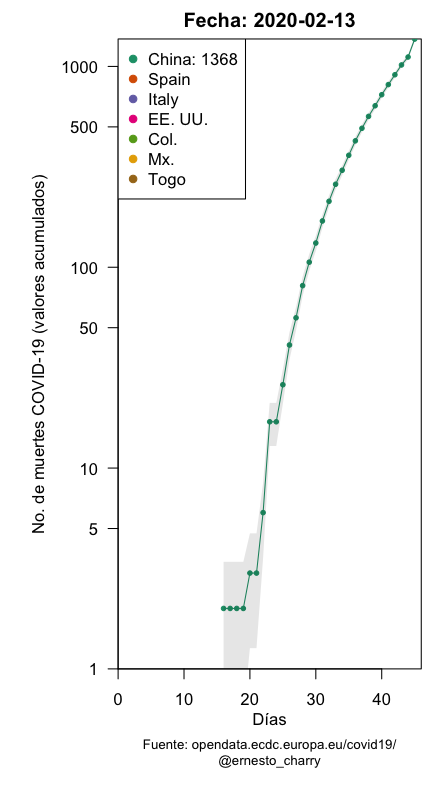 Fecha: 2020-02-13
China: 1368
Spain
Italy
EE. UU.
Col.
Mx.
Togo
No. de muertes COVID-19 (valores acumulados)
1000
500
100
50
10
5
1
0 10 20 30 40
Días
Fuente: opendata.ecdc.europa.eu/covid19/
@ernesto_charry